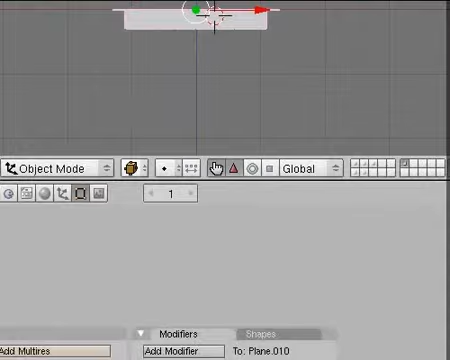 Object Mode
Global
1
Modifiers
Shapes
Add Multires
Add Modifier
To: Plane.010